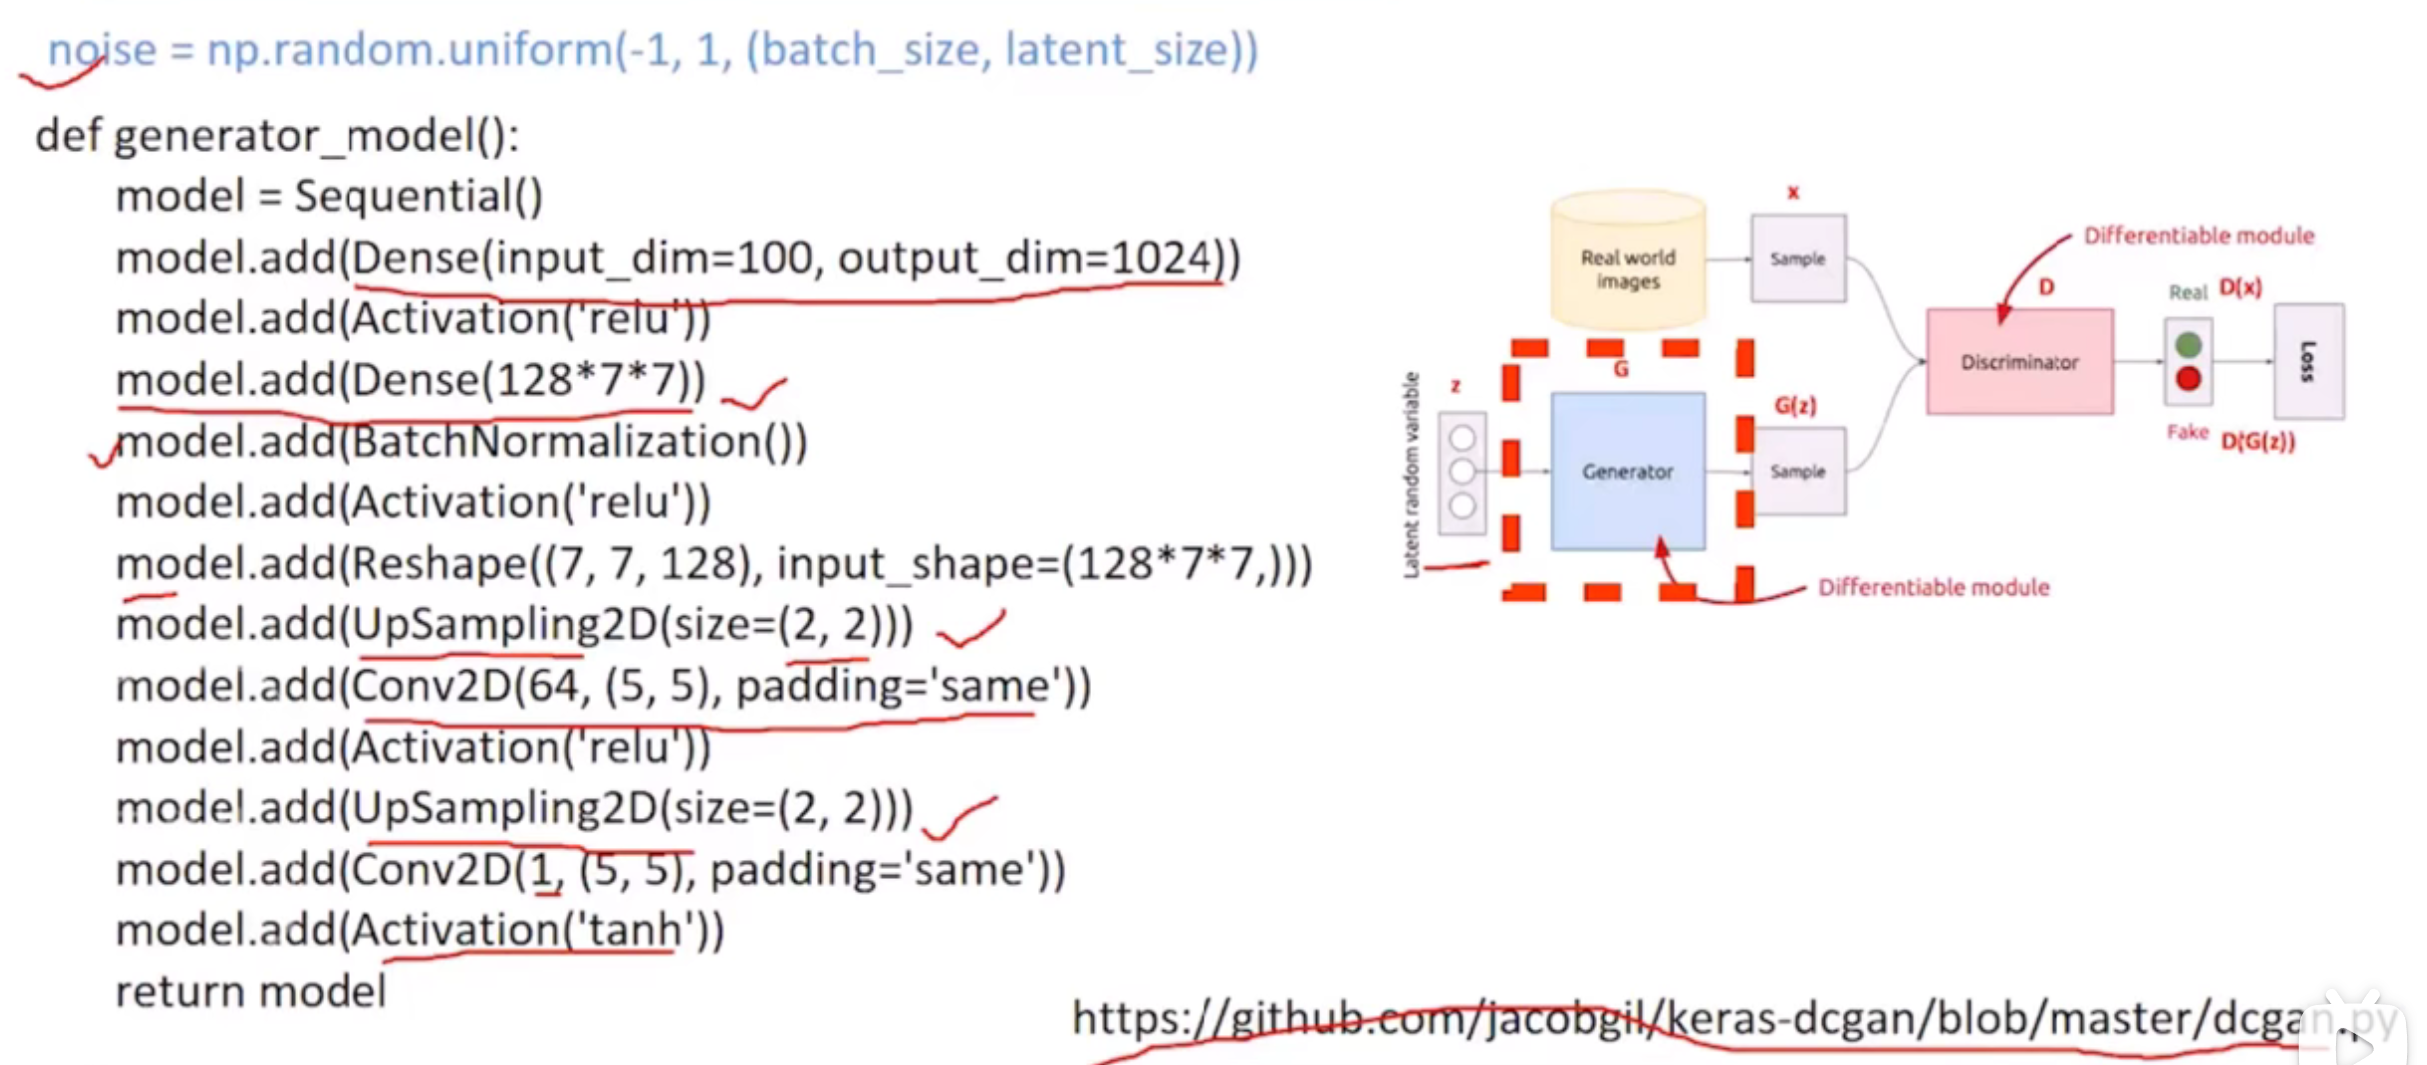 noise = np.random.uniform(-1, 1, (batch_size, latent_size))
def generator_model():
model = Sequential()
model.add(Dense(input_dim=100, output_dim=1024))
model.add(Activation('relu'))
model.add(Dense(128*7*7))
model.add(BatchNormalization())
model.add(Activation('relu'))
model.add(Reshape((7, 7, 128), input_shape=(128*7*7,)))
model.add(UpSampling2D(size=(2, 2)))
model.add(Conv2D(64, (5, 5), padding='same'))
model.add(Activation('relu'))
model.add(UpSampling2D(size=(2, 2)))
model.add(Conv2D(1, (5, 5), padding='same'))
model.add(Activation('tanh'))
return model
x
Real world
images
Sample
Differentiable module
D
Discriminator
Real D(x)
Fake D(G(z))
Loss
Latent random variable
z
G
Generator
G(z)
Sample
Differentiable module
https://github.com/jacobgil/keras-dcgan/blob/master/dcgan.py